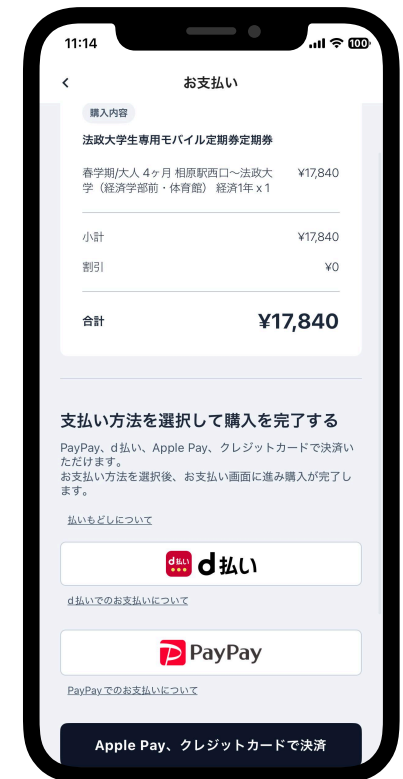 11:14
100
お支払い
購入内容
法政大学生専用モバイル定期券定期券
春学期/大人 4ヶ月 相原駅西口〜法政大 ¥17,840
学（経済学部前・体育館） 経済1年 x 1
小計 ¥17,840
割引 ¥0
合計 ¥17,840
支払い方法を選択して購入を完了する
PayPay、d払い、Apple Pay、クレジットカードで決済い
ただけます。
お支払い方法を選択後、お支払い画面に進み購入が完了し
ます。
払いもどしについて
d払い d払い
d払いでのお支払いについて
PayPay
PayPayでのお支払いについて
Apple Pay、クレジットカードで決済